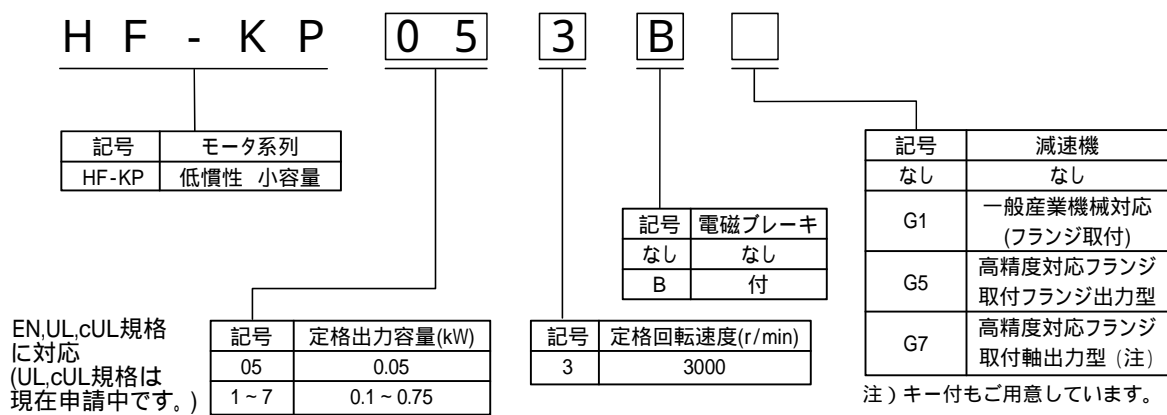 HF-KP 05 3 B
記号 モータ系列
HF-KP 低慣性 小容量
記号 減速機
なし なし
G1 一般産業機械対応
(フランジ取付)
G5 高精度対応フランジ
取付フランジ出力型
G7 高精度対応フランジ
取付軸出力型(注)
注)キー付もご用意しています。
記号 電磁ブレーキ
なし なし
B 付
EN,UL,cUL規格
に対応
(UL,cUL規格は
現在申請中です。)
記号 定格出力容量(kW)
05 0.05
1~7 0.1~0.75
記号 定格回転速度(r/min)
3 3000